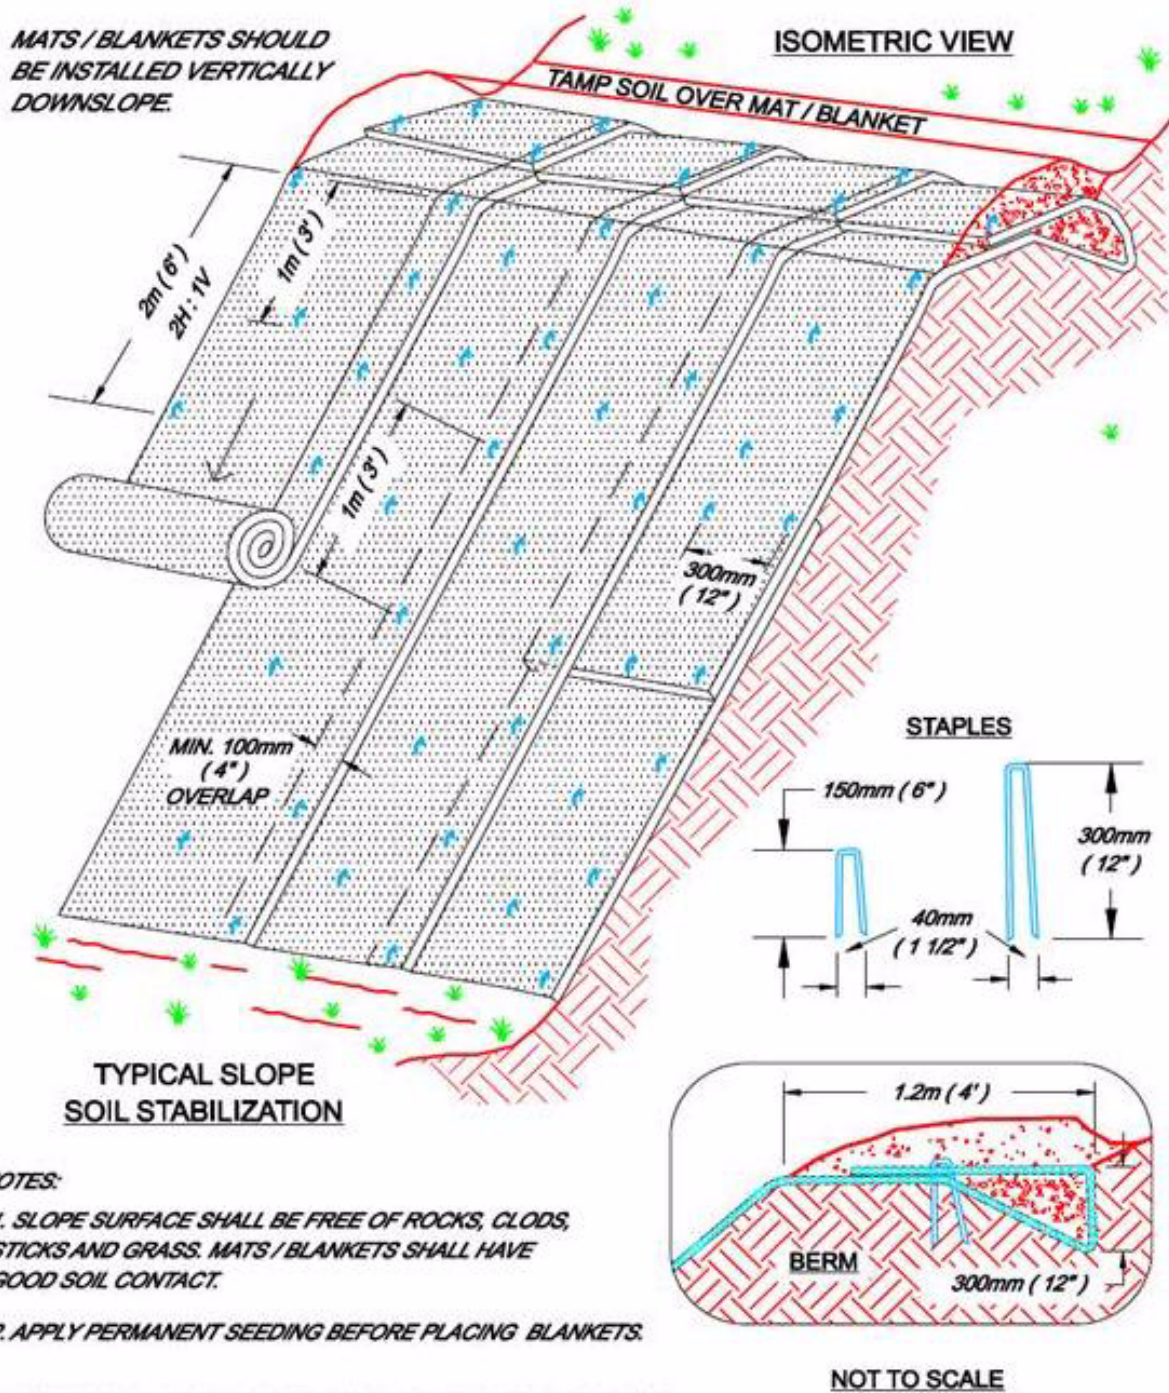 MATS / BLANKETS SHOULD
BE INSTALLED VERTICALLY
DOWNSLOPE.
ISOMETRIC VIEW
TAMP SOIL OVER MAT / BLANKET
2m ( 6' )
2H : 1V
1m ( 3' )
1m ( 3' )
300mm
( 12" )
MIN. 100mm
( 4" )
OVERLAP
STAPLES
150mm ( 6" )
300mm
( 12" )
40mm
( 1 1/2" )
TYPICAL SLOPE
SOIL STABILIZATION
1.2m ( 4' )
BERM
300mm ( 12" )
NOT TO SCALE
OTES:
. SLOPE SURFACE SHALL BE FREE OF ROCKS, CLODS,
STICKS AND GRASS. MATS / BLANKETS SHALL HAVE
GOOD SOIL CONTACT.
2. APPLY PERMANENT SEEDING BEFORE PLACING BLANKETS.